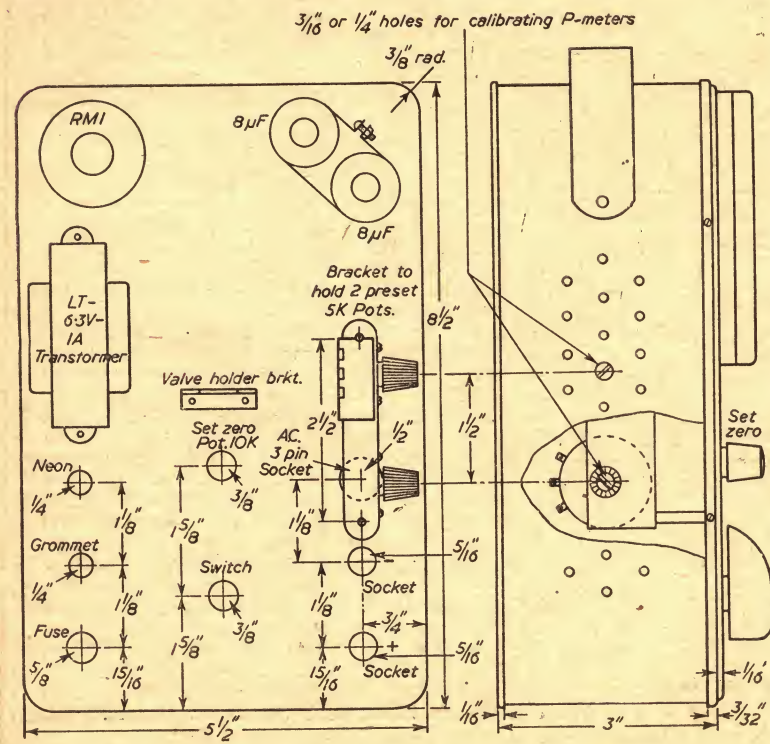 3/16" or 1/4" holes for calibrating P-meters
3/8" rad.
RMI
8µF
8µF
LT-
6·3V-
1A
Transtormer
Bracket to
hold 2 preset
5K Pots.
8 1/2"
Valve holder brkt.
2 1/2"
1 1/2"
Set zero
Pot. 10K
A.C.
3 pin
Socket
1/2"
Set
zero
Neon
1/4"
3/8"
1 1/8"
1 5/8"
1 1/8"
Grommet
1/4"
Switch
3/8"
5/16"
-
Socket
1 1/8"
1 1/8"
3/4"
Fuse
5/8"
15/16"
1 5/8"
15/16"
+
5/16"
Socket
5 1/2"
1/16"
3"
1/16"
3/32"